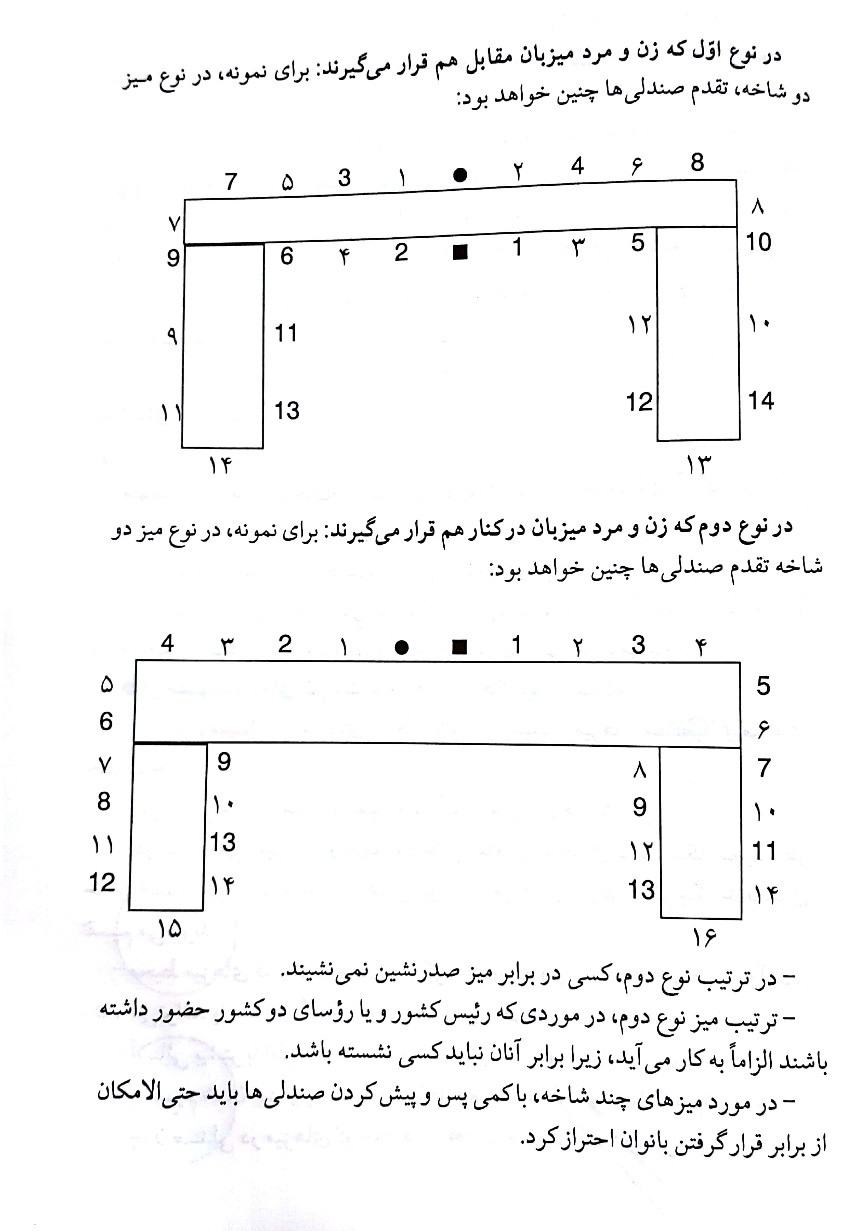 در نوع اوّل که زن و مرد میزبان مقابل هم قرار می‌گیرند: برای نمونه، در نوع میز
دو شاخه، تقدم صندلی‌ها چنین خواهد بود:
7 ۵ 3 ۱ ● ۲ 4 ۶ 8
۷ ۸
9 6 ۴ 2 ■ 1 ۳ 5 10
۹ 11 ۱۲ ۱۰
۱۱ 13 12 14
۱۴ ۱۳
در نوع دوم که زن و مرد میزبان در کنار هم قرار می‌گیرند: برای نمونه، در نوع میز دو
شاخه تقدم صندلی‌ها چنین خواهد بود:
4 ۳ 2 ۱ ● ■ 1 ۲ 3 ۴
۵ 5
6 ۶
۷ 9 ۸ 7
8 ۱۰ 9 ۱۰
۱۱ 13 ۱۲ 11
12 ۱۴ 13 ۱۴
۱۵ ۱۶
– در ترتیب نوع دوم، کسی در برابر میز صدرنشین نمی‌نشیند.
– ترتیب میز نوع دوم، در موردی که رئیس کشور و یا رؤسای دو کشور حضور داشته
باشند الزاماً به کار می‌آید، زیرا برابر آنان نباید کسی نشسته باشد.
– در مورد میزهای چند شاخه، با کمی پس و پیش کردن صندلی‌ها باید حتی‌الامکان
از برابر قرار گرفتن بانوان احتراز کرد.